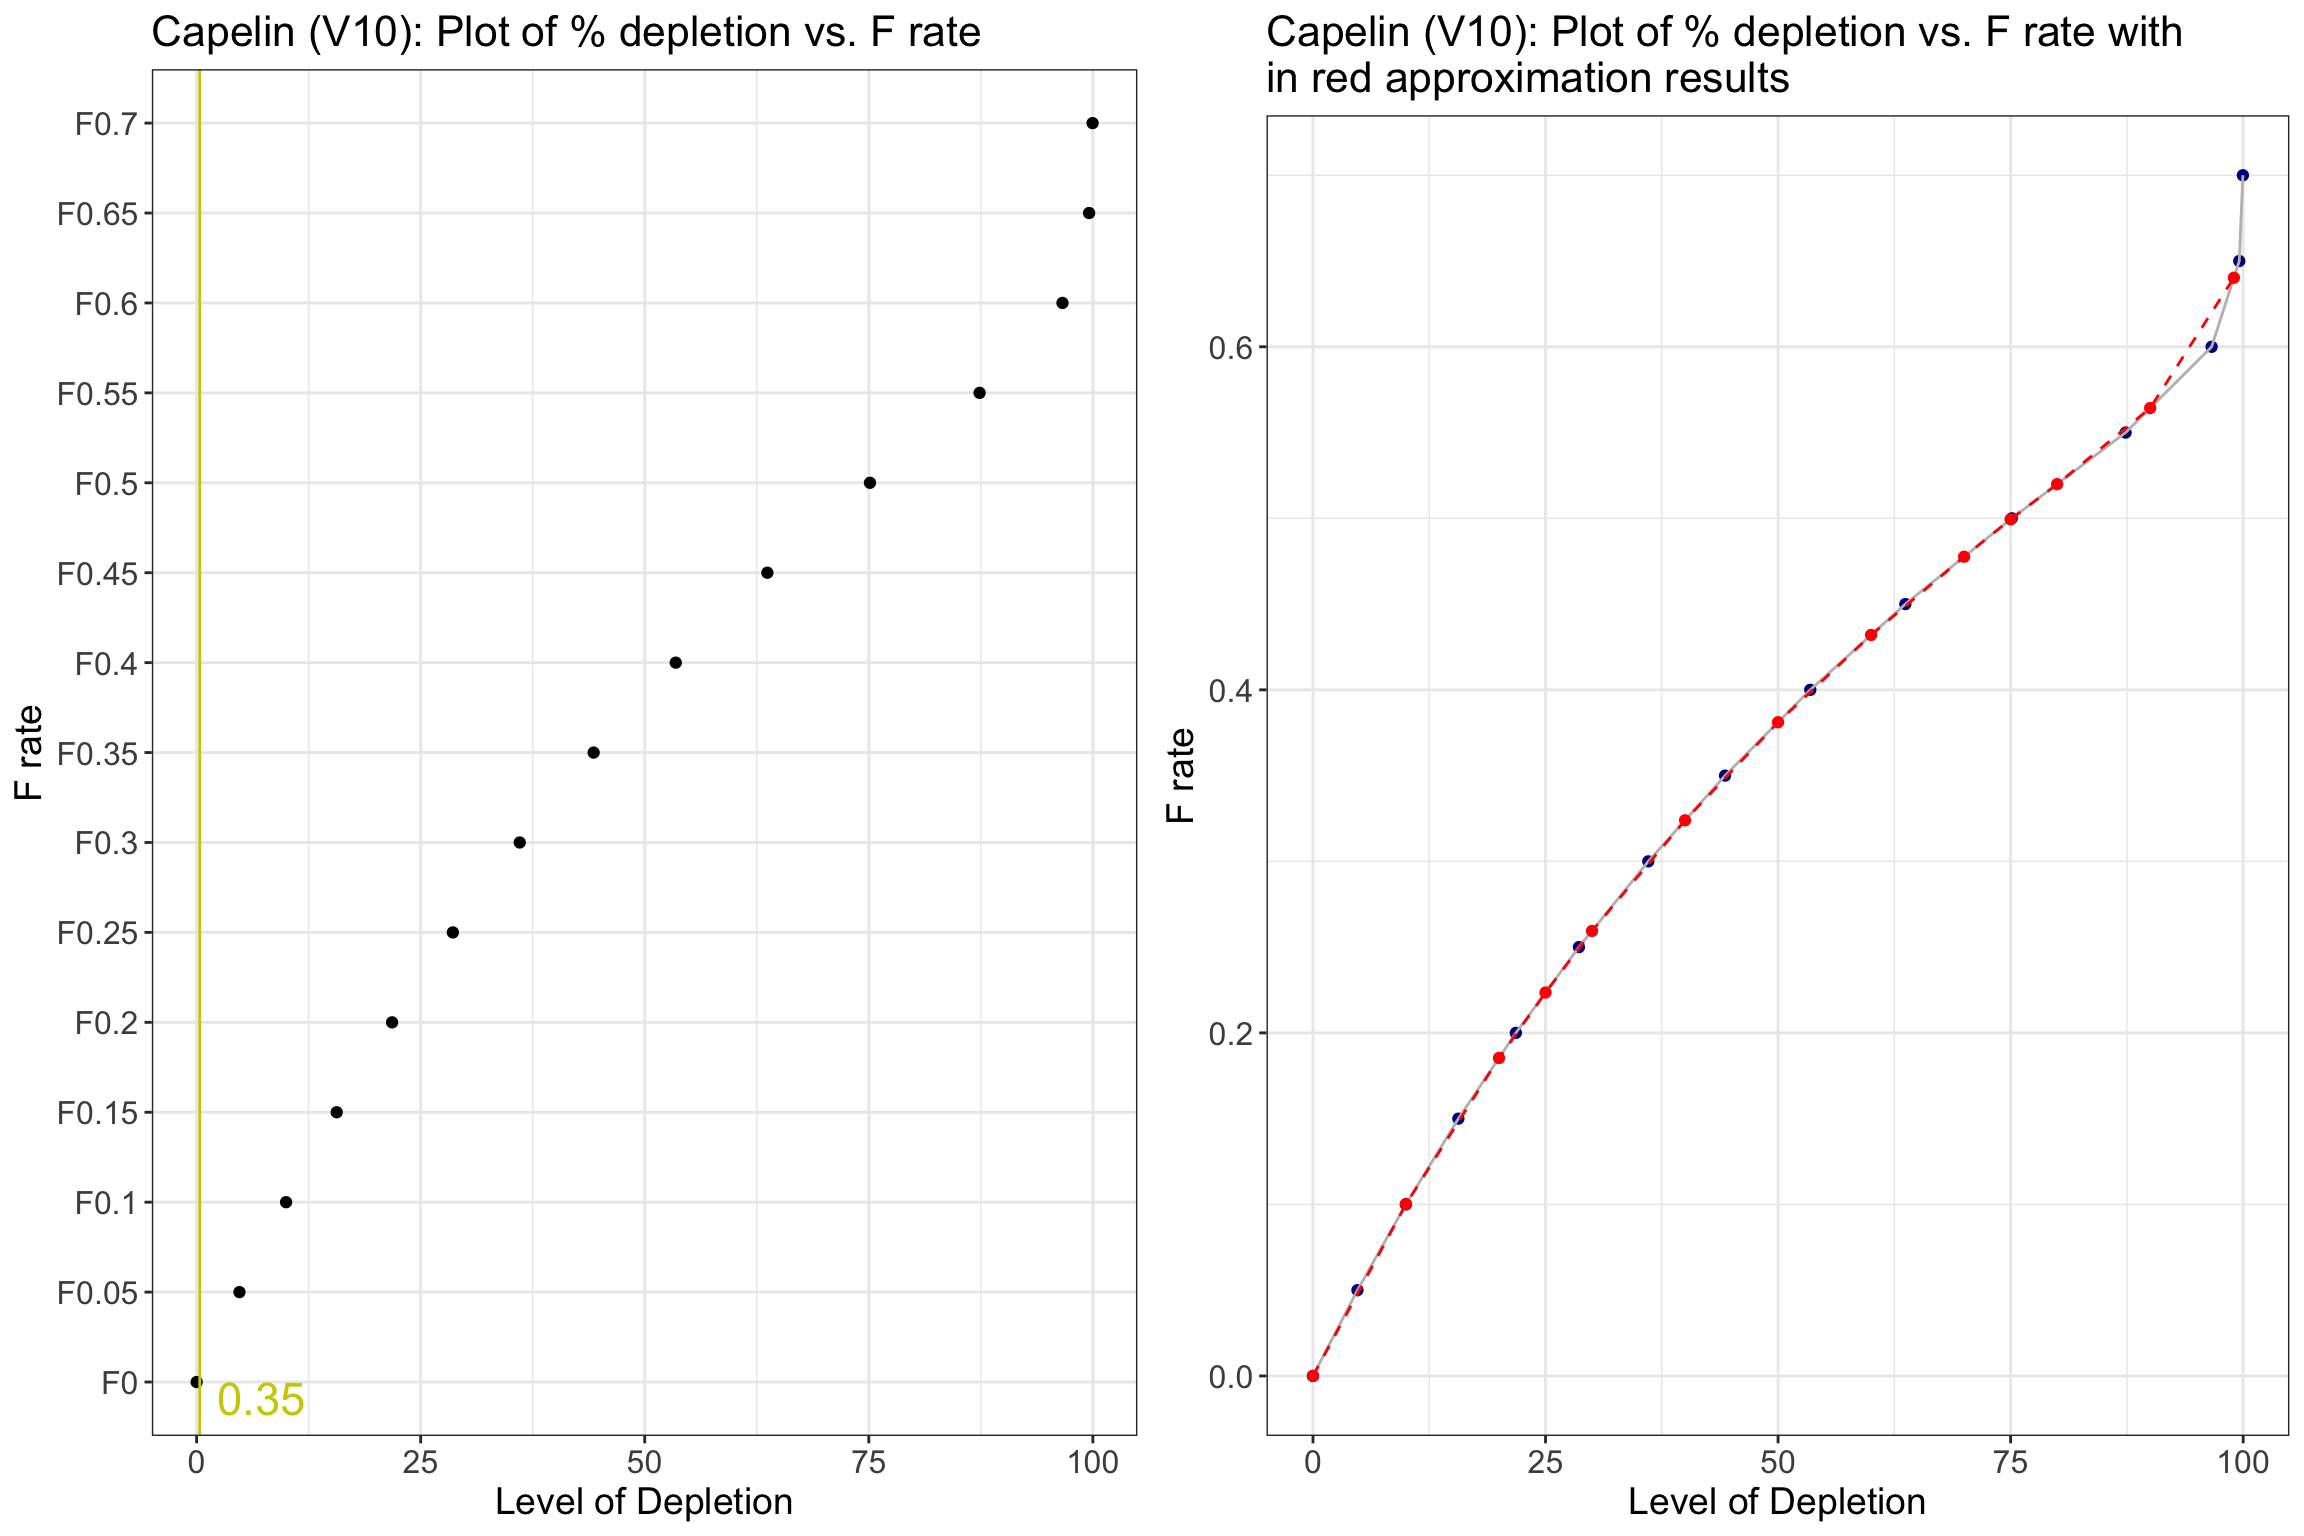 Capelin (V10): Plot of % depletion vs. F rate
F0.7
F0.65
F0.6
F0.55
F0.5
F0.45
F0.4
F0.35
F0.3
F0.25
F0.2
F0.15
F0.1
F0.05
F0
F rate
0.35
0 25 50 75 100
Level of Depletion
Capelin (V10): Plot of % depletion vs. F rate with
in red approximation results
0.6
0.4
0.2
0.0
F rate
0 25 50 75 100
Level of Depletion